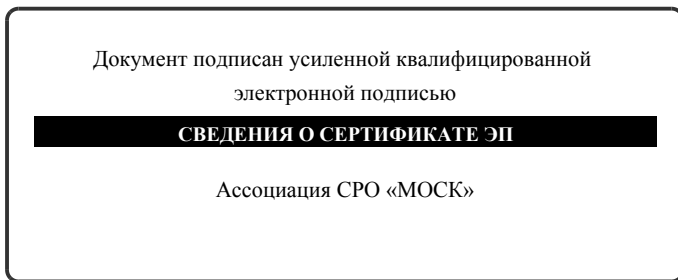 Документ подписан усиленной квалифицированной
электронной подписью
СВЕДЕНИЯ О СЕРТИФИКАТЕ ЭП
Ассоциация СРО «МОСК»